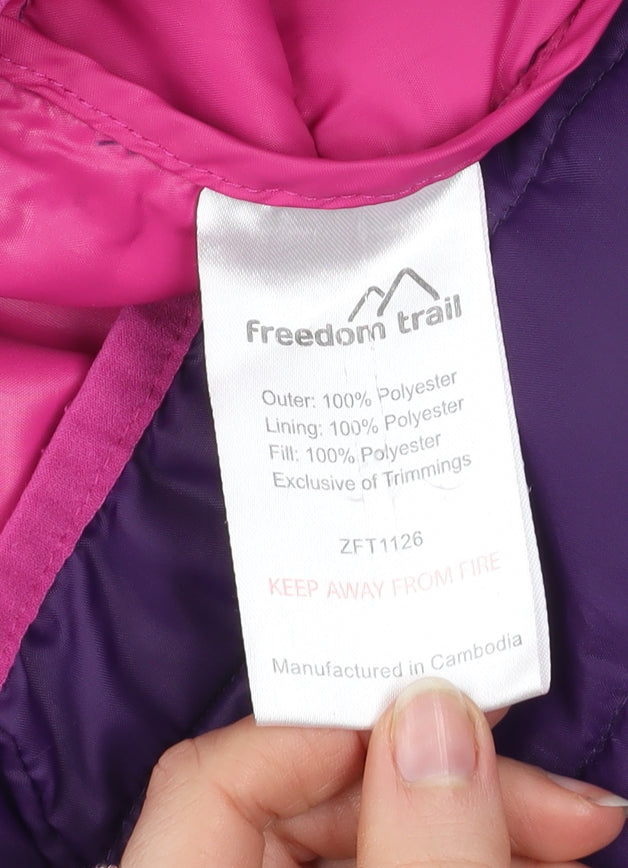 freedom trail
Outer: 100% Polyester
Lining: 100% Polyester
Fill: 100% Polyester
Exclusive of Trimmings
ZFT1126
KEEP AWAY FROM FIRE
Manufactured in Cambodia